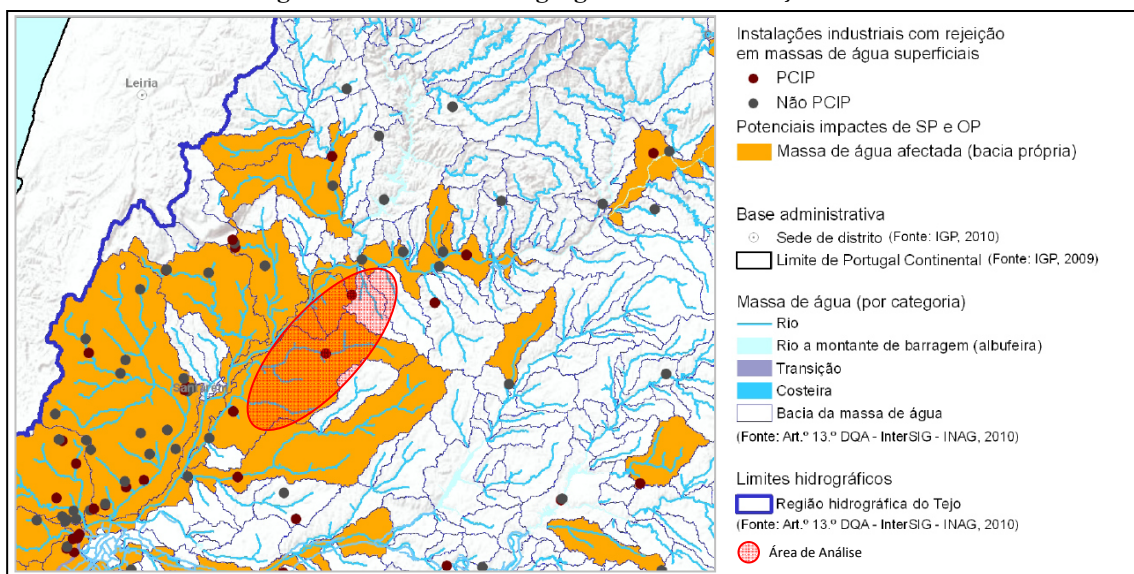 Leiria
Instalações industriais com rejeição
em massas de água superficiais
PCIP
Não PCIP
Potenciais impactes de SP e OP
Massa de água afectada (bacia própria)
Base administrativa
Sede de distrito (Fonte: IGP, 2010)
Limite de Portugal Continental (Fonte: IGP, 2009)
Massa de água (por categoria)
Rio
Rio a montante de barragem (albufeira)
Transição
Costeira
Bacia da massa de água
(Fonte: Art.º 13.º DQA - InterSIG - INAG, 2010)
Limites hidrográficos
Região hidrográfica do Tejo
(Fonte: Art.º 13.º DQA - InterSIG - INAG, 2010)
Área de Análise